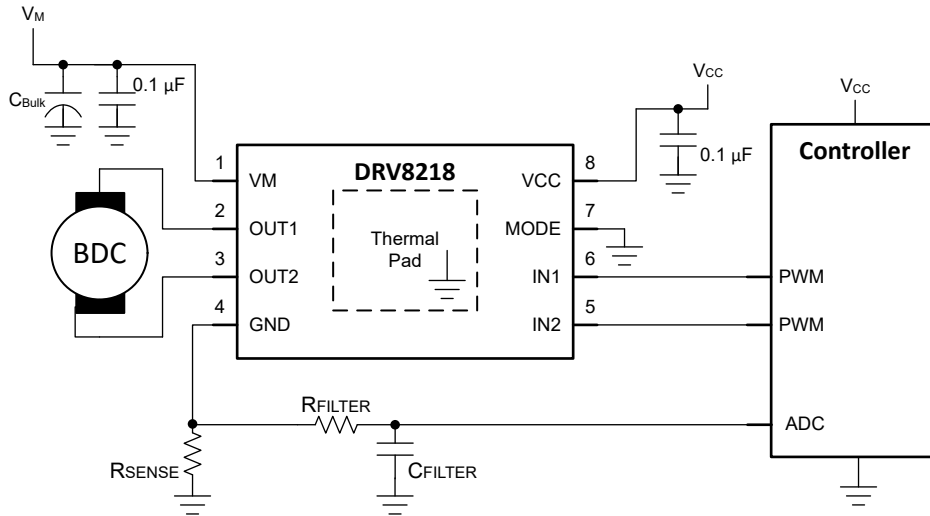 VM
CBulk
0.1 µF
VCC
0.1 µF
VCC
Controller
DRV8218
1
VM
2
OUT1
3
OUT2
4
GND
8
VCC
7
MODE
6
IN1
5
IN2
Thermal
Pad
BDC
PWM
PWM
ADC
RFILTER
RSENSE
CFILTER